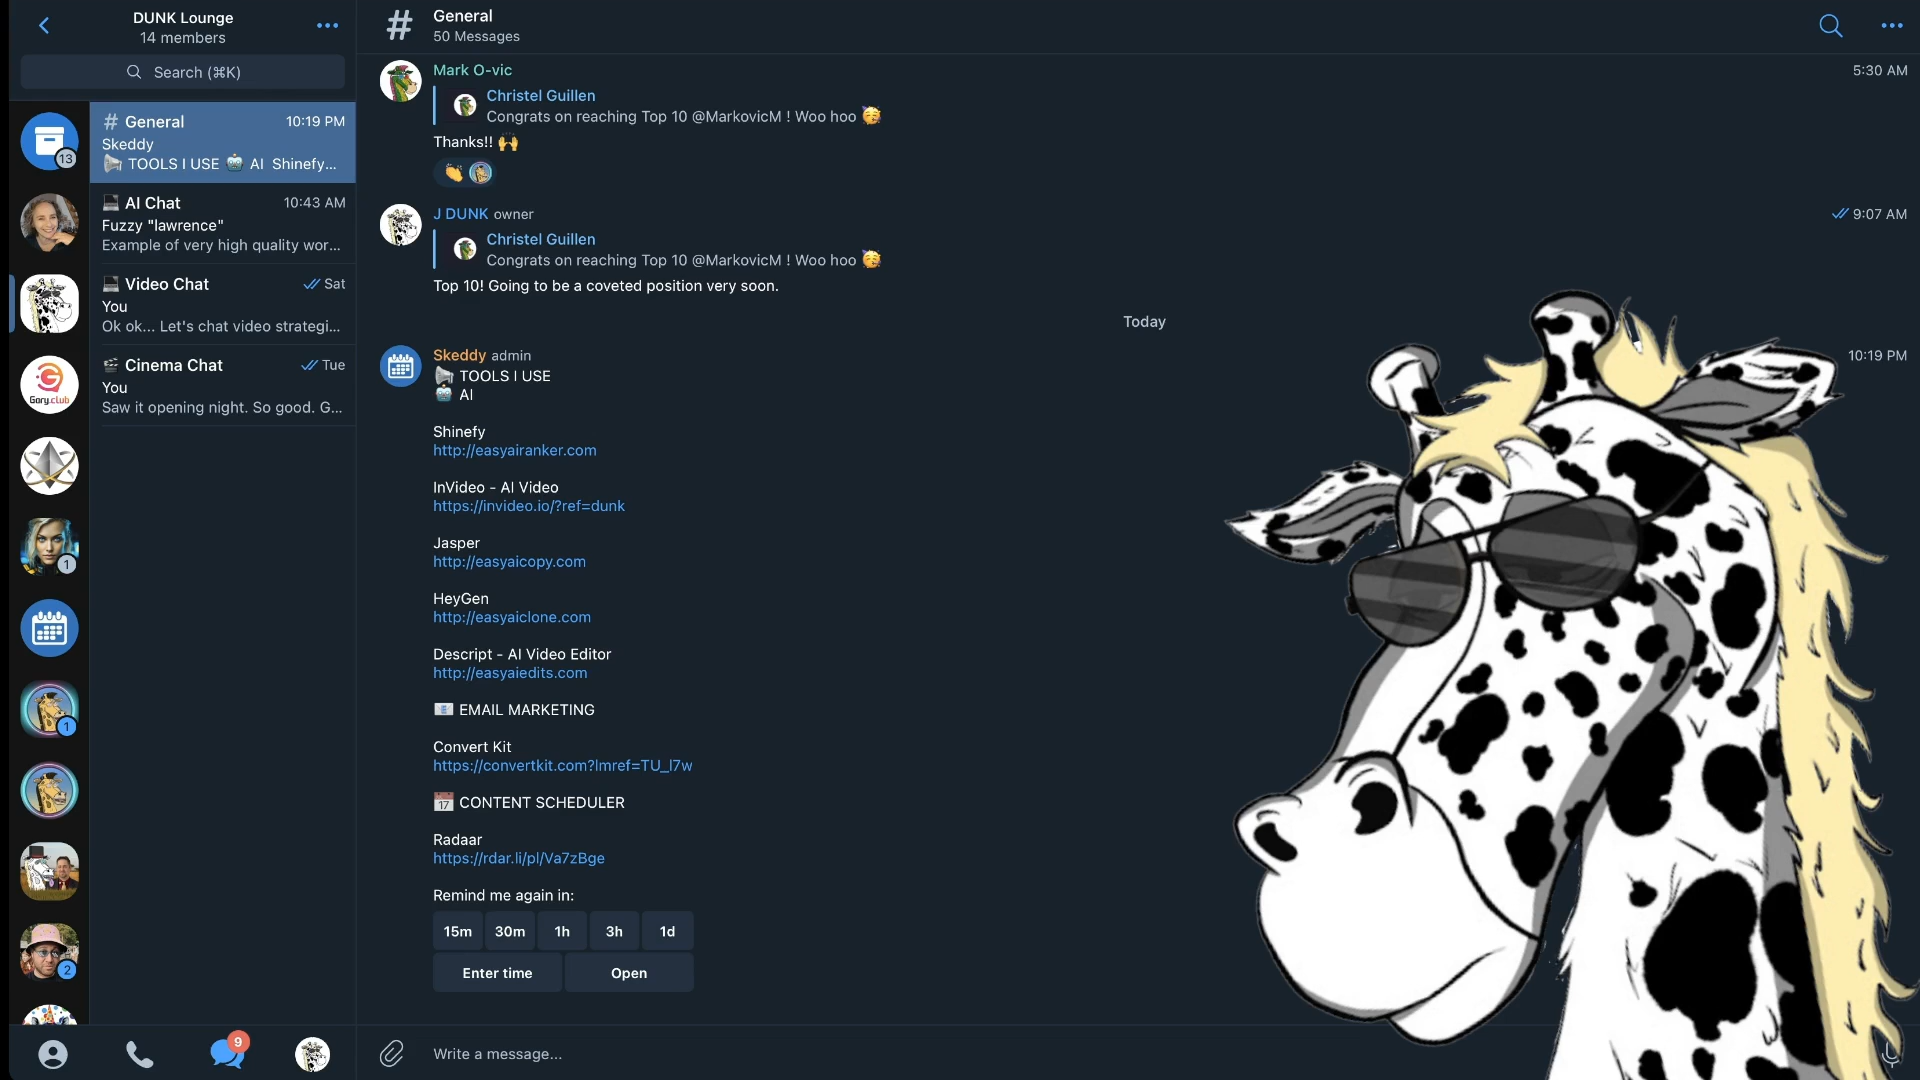 DUNK Lounge
14 members
Search (⌘K)
13
1
1
2
Gary.club
# General 10:19 PM
Skeddy
TOOLS I USE AI Shinefy...
AI Chat 10:43 AM
Fuzzy "lawrence"
Example of very high quality wor...
Video Chat Sat
You
Ok ok... Let's chat video strategi...
Cinema Chat Tue
You
Saw it opening night. So good. G...
9
# General
50 Messages
Mark O-vic 5:30 AM
Christel Guillen
Congrats on reaching Top 10 @MarkovicM ! Woo hoo 🥳
Thanks!! 🙌
J DUNK owner 9:07 AM
Christel Guillen
Congrats on reaching Top 10 @MarkovicM ! Woo hoo 🥳
Top 10! Going to be a coveted position very soon.
Today
Skeddy admin 10:19 PM
TOOLS I USE
AI
Shinefy
http://easyairanker.com
InVideo - AI Video
https://invideo.io/?ref=dunk
Jasper
http://easyaicopy.com
HeyGen
http://easyaiclone.com
Descript - AI Video Editor
http://easyaiedits.com
EMAIL MARKETING
Convert Kit
https://convertkit.com?lmref=TU_l7w
17 CONTENT SCHEDULER
Radaar
https://rdar.li/pl/Va7zBge
Remind me again in:
15m 30m 1h 3h 1d
Enter time Open
Write a message...